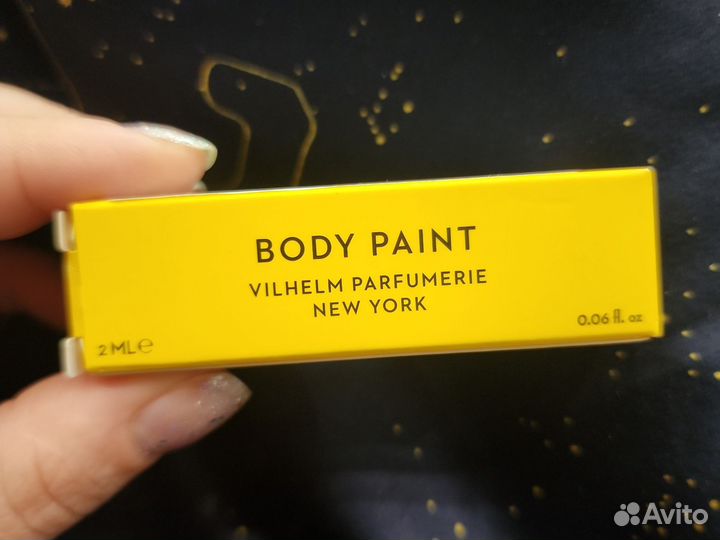 BODY PAINT
VILHELM PARFUMERIE
NEW YORK
2 ML℮
0.06 fl. oz
Avito